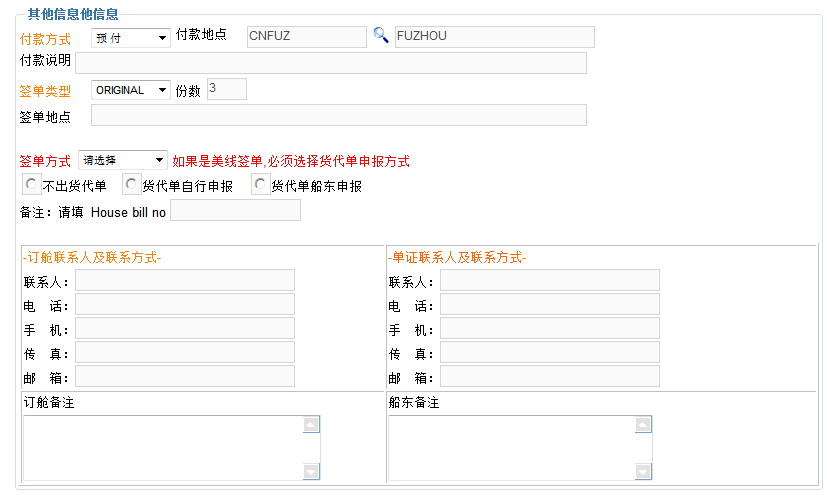 其他信息他信息
付款方式 预 付 付款地点 CNFUZ FUZHOU
付款说明
签单类型 ORIGINAL 份数 3
签单地点
签单方式 请选择 如果是美线签单,必须选择货代单申报方式
不出货代单 货代单自行申报 货代单船东申报
备注：请填 House bill no
-订舱联系人及联系方式- -单证联系人及联系方式-
联系人： 联系人：
电 话： 电 话：
手 机： 手 机：
传 真： 传 真：
邮 箱： 邮 箱：
订舱备注 船东备注